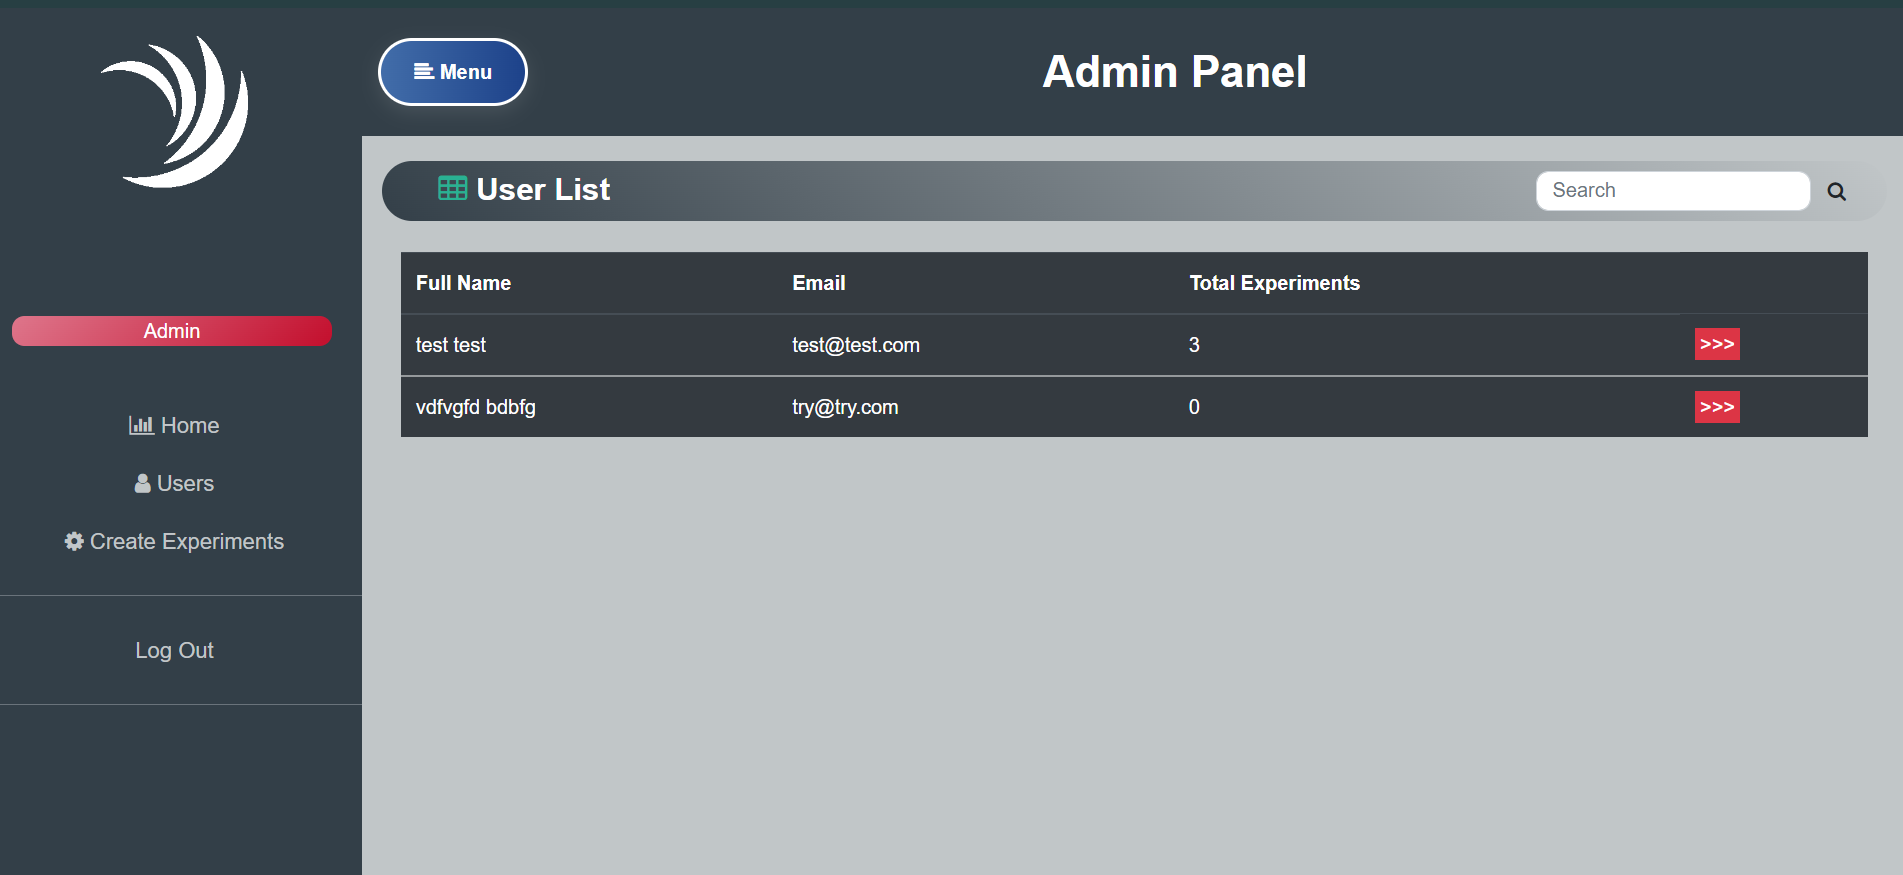 Menu
Admin Panel
Admin
Home
Users
Create Experiments
Log Out
User List
Search
Full Name Email Total Experiments
test test test@test.com 3 >>>
vdfvgfd bdbfg try@try.com 0 >>>